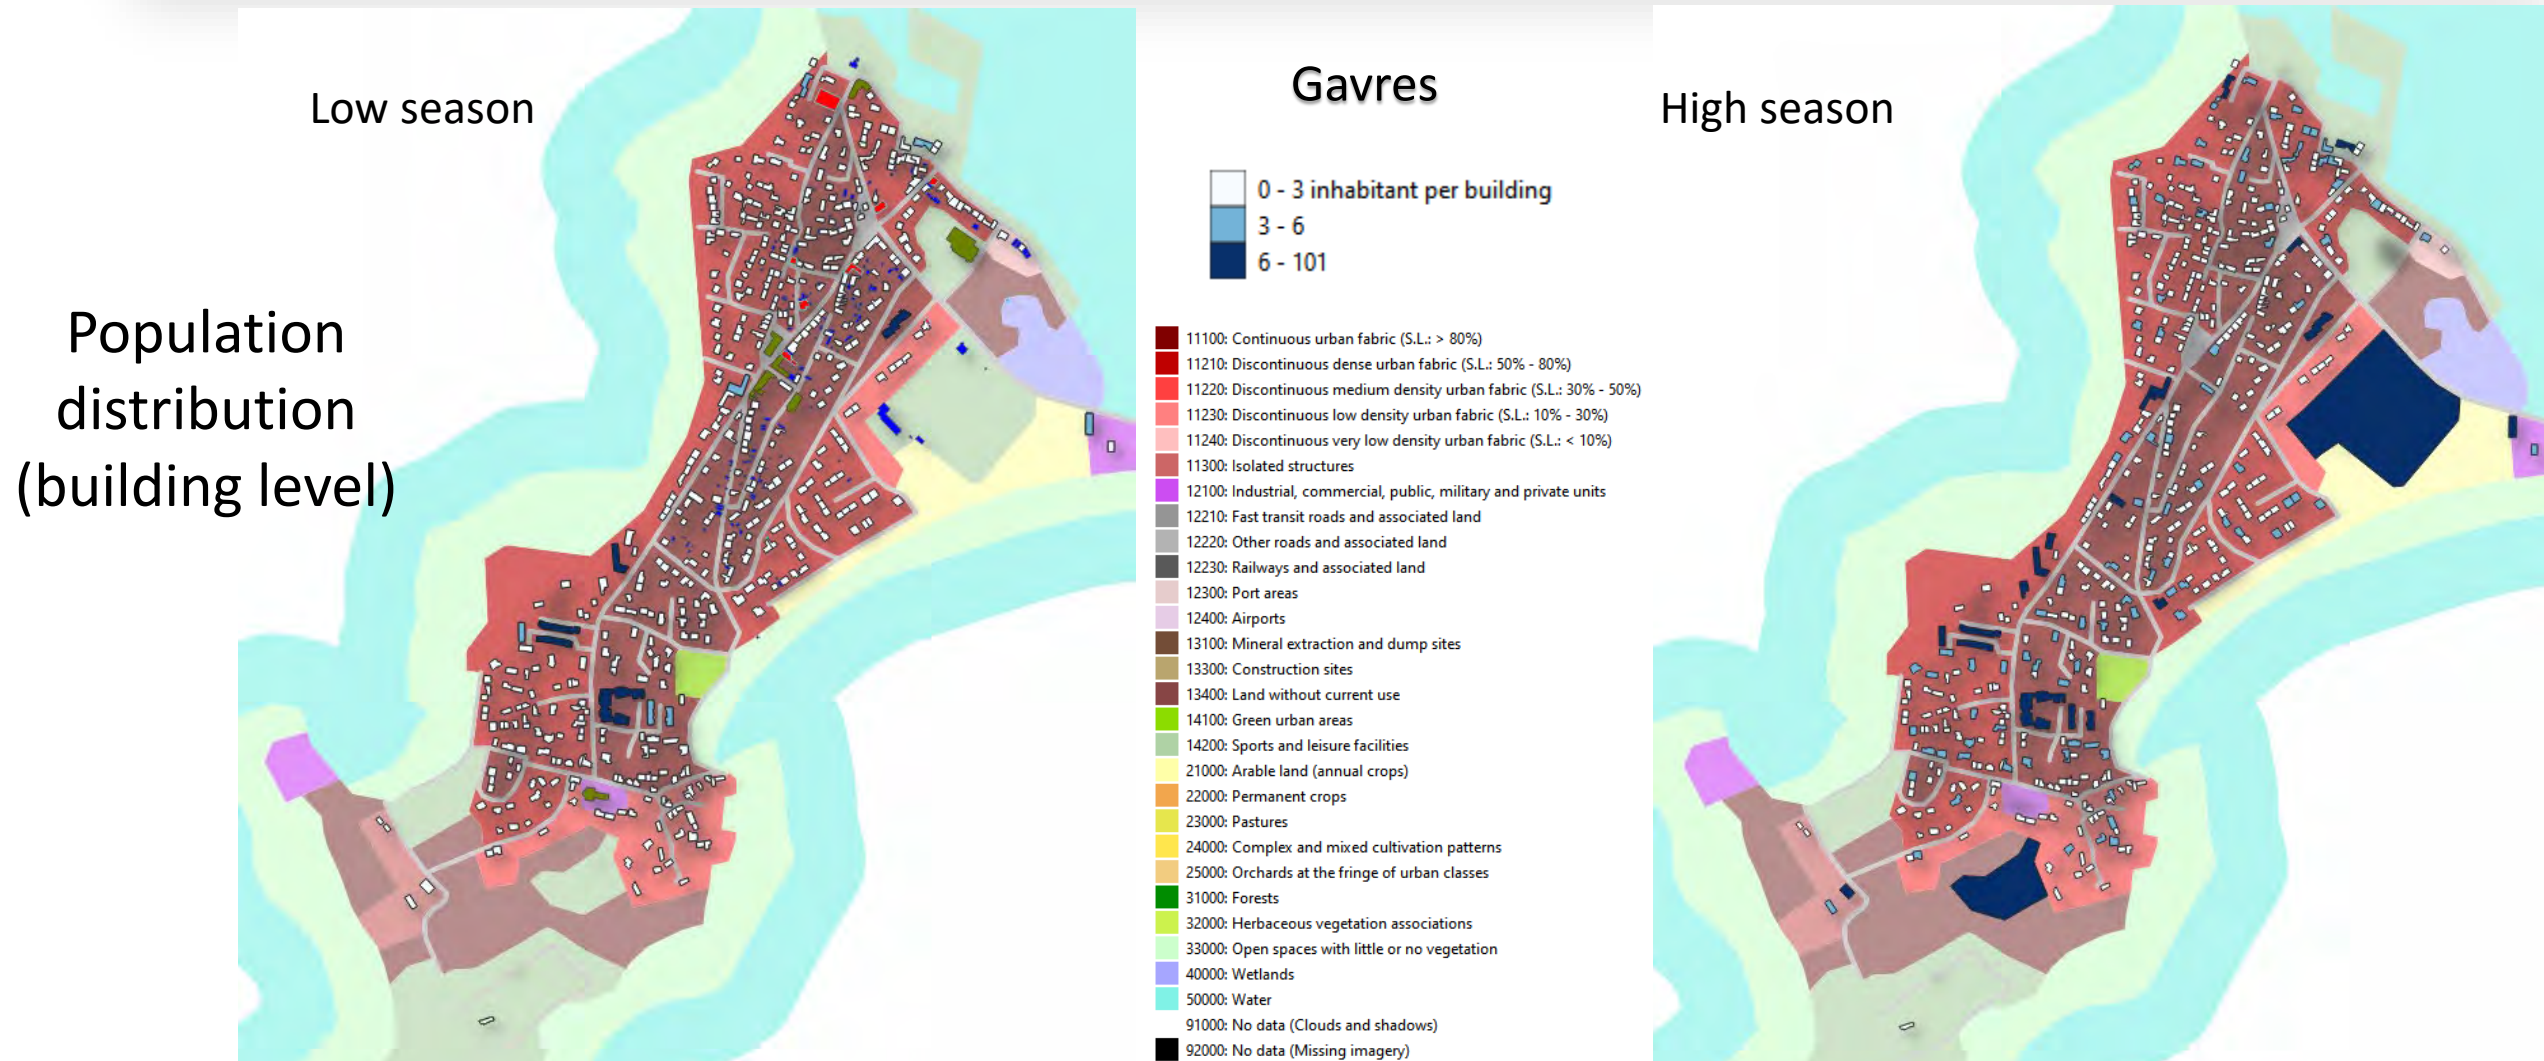 Low season
Gavres
High season
Population
distribution
(building level)
0 - 3 inhabitant per building
3 - 6
6 - 101
11100: Continuous urban fabric (S.L.: > 80%)
11210: Discontinuous dense urban fabric (S.L.: 50% - 80%)
11220: Discontinuous medium density urban fabric (S.L.: 30% - 50%)
11230: Discontinuous low density urban fabric (S.L.: 10% - 30%)
11240: Discontinuous very low density urban fabric (S.L.: < 10%)
11300: Isolated structures
12100: Industrial, commercial, public, military and private units
12210: Fast transit roads and associated land
12220: Other roads and associated land
12230: Railways and associated land
12300: Port areas
12400: Airports
13100: Mineral extraction and dump sites
13300: Construction sites
13400: Land without current use
14100: Green urban areas
14200: Sports and leisure facilities
21000: Arable land (annual crops)
22000: Permanent crops
23000: Pastures
24000: Complex and mixed cultivation patterns
25000: Orchards at the fringe of urban classes
31000: Forests
32000: Herbaceous vegetation associations
33000: Open spaces with little or no vegetation
40000: Wetlands
50000: Water
91000: No data (Clouds and shadows)
92000: No data (Missing imagery)